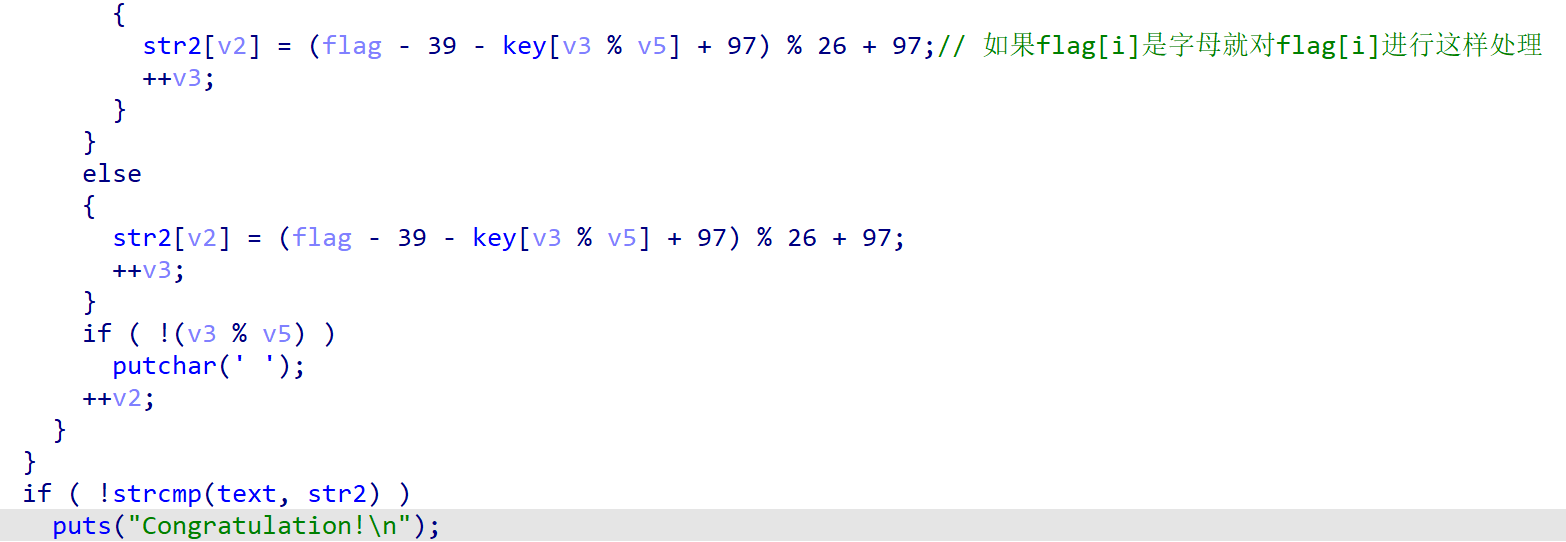 {
str2[v2] = (flag - 39 - key[v3 % v5] + 97) % 26 + 97;// 如果flag[i]是字母就对flag[i]进行这样处理
++v3;
}
}
else
{
str2[v2] = (flag - 39 - key[v3 % v5] + 97) % 26 + 97;
++v3;
}
if ( !(v3 % v5) )
putchar(' ');
++v2;
}
}
if ( !strcmp(text, str2) )
puts("Congratulation!\n");